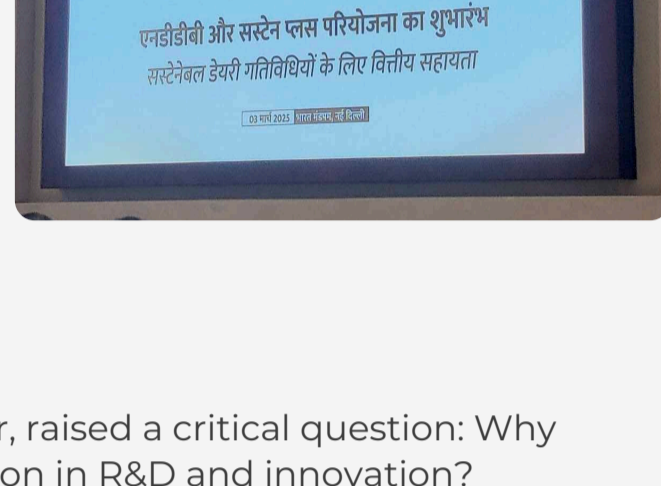 एनडीडीबी और सस्टेन प्लस परियोजना का शुभारंभ
सस्टेनेबल डेयरी गतिविधियों के लिए वित्तीय सहायता
03 मार्च 2025 भारत मंडपम, नई दिल्ली
r, raised a critical question: Why
on in R&D and innovation?